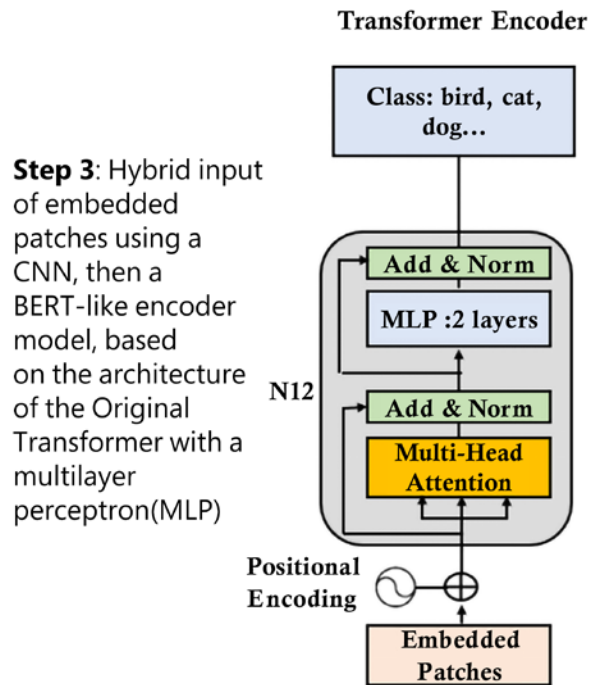 Transformer Encoder
Class: bird, cat,
dog...
Step 3: Hybrid input
of embedded
patches using a
CNN, then a
BERT-like encoder
model, based
on the architecture
of the Original
Transformer with a
multilayer
perceptron(MLP)
Add & Norm
MLP :2 layers
N12
Add & Norm
Multi-Head
Attention
Positional
Encoding
Embedded
Patches